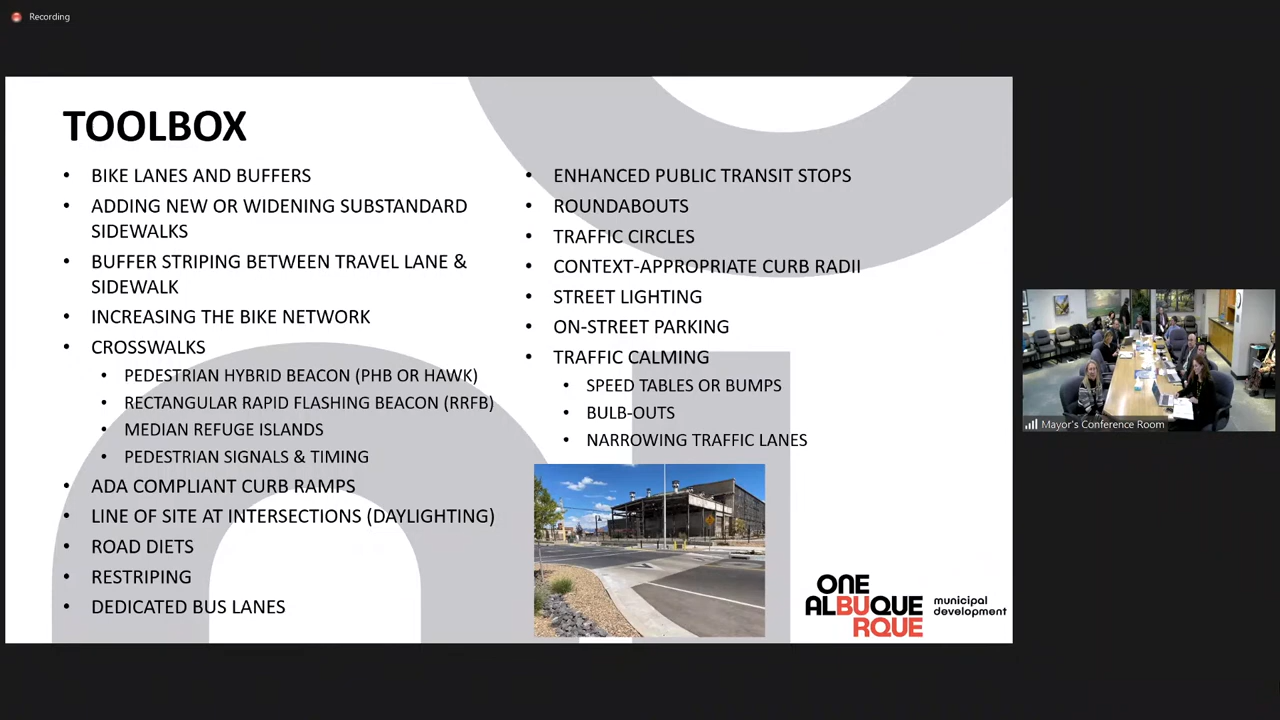 Recording
TOOLBOX
• BIKE LANES AND BUFFERS
• ADDING NEW OR WIDENING SUBSTANDARD
SIDEWALKS
• BUFFER STRIPING BETWEEN TRAVEL LANE &
SIDEWALK
• INCREASING THE BIKE NETWORK
• CROSSWALKS
• PEDESTRIAN HYBRID BEACON (PHB OR HAWK)
• RECTANGULAR RAPID FLASHING BEACON (RRFB)
• MEDIAN REFUGE ISLANDS
• PEDESTRIAN SIGNALS & TIMING
• ADA COMPLIANT CURB RAMPS
• LINE OF SITE AT INTERSECTIONS (DAYLIGHTING)
• ROAD DIETS
• RESTRIPING
• DEDICATED BUS LANES
• ENHANCED PUBLIC TRANSIT STOPS
• ROUNDABOUTS
• TRAFFIC CIRCLES
• CONTEXT-APPROPRIATE CURB RADII
• STREET LIGHTING
• ON-STREET PARKING
• TRAFFIC CALMING
• SPEED TABLES OR BUMPS
• BULB-OUTS
• NARROWING TRAFFIC LANES
ONE
ALBUQUE
RQUE
municipal
development
Mayor's Conference Room